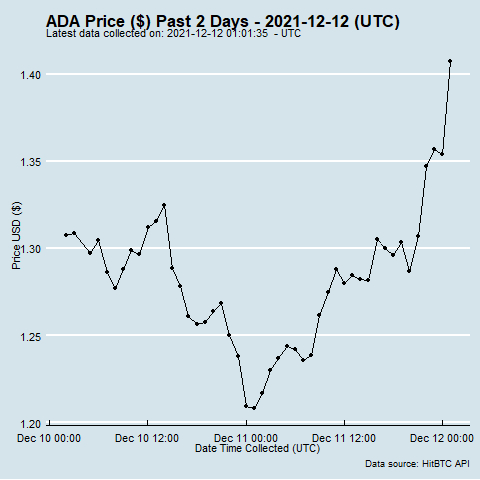 ADA Price ($) Past 2 Days - 2021-12-12 (UTC)
Latest data collected on: 2021-12-12 01:01:35  - UTC
1.40
1.35
1.30
1.25
1.20
Price USD ($)
Dec 10 00:00 Dec 10 12:00 Dec 11 00:00 Dec 11 12:00 Dec 12 00:00
Date Time Collected (UTC)
Data source: HitBTC API